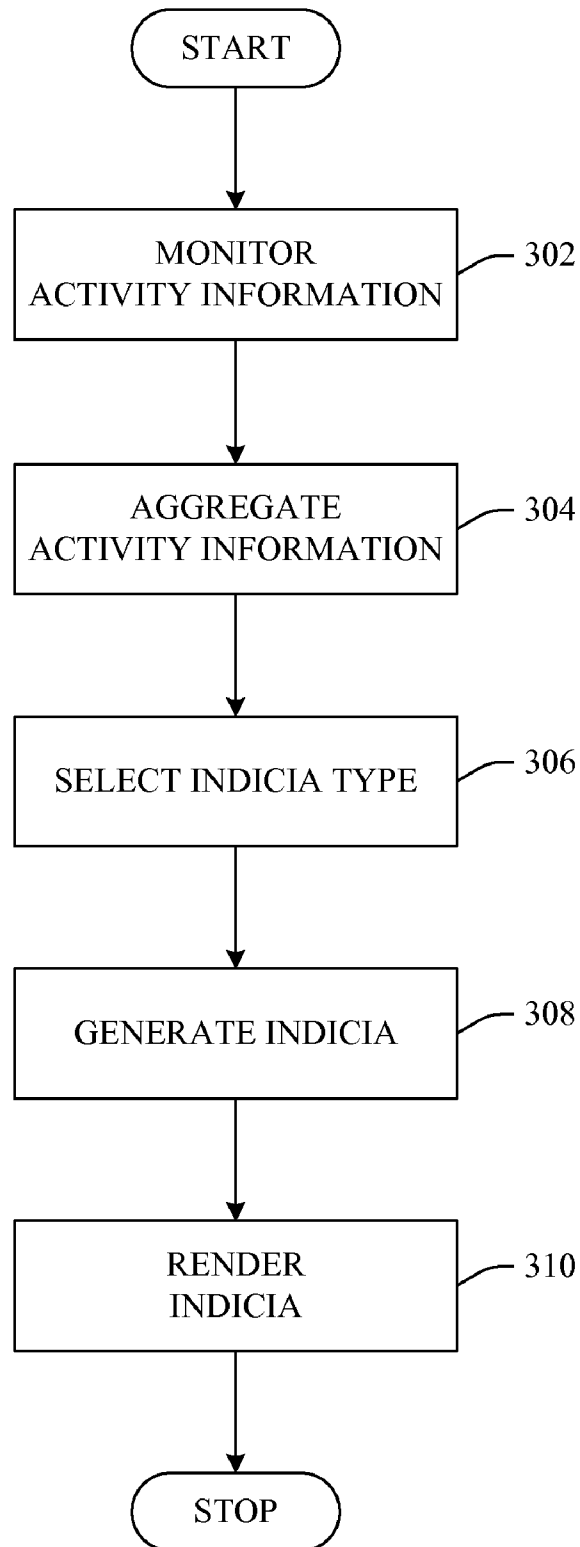 START
MONITOR
ACTIVITY INFORMATION
302
AGGREGATE
ACTIVITY INFORMATION
304
SELECT INDICIA TYPE
306
GENERATE INDICIA
308
RENDER
INDICIA
310
STOP